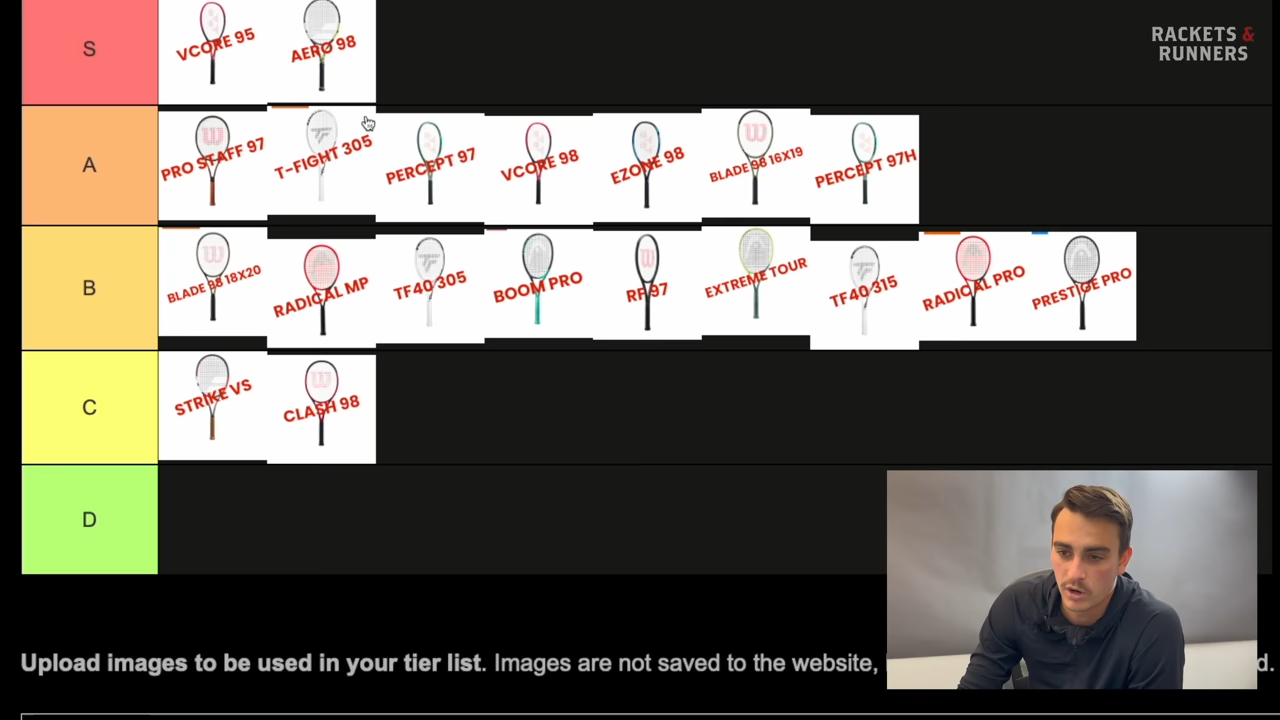 S
VCORE 95
AERO 98
RACKETS &
RUNNERS
A
PRO STAFF 97
T-FIGHT 305
PERCEPT 97
VCORE 98
EZONE 98
BLADE 98 16X19
PERCEPT 97H
B
BLADE 98 18X20
RADICAL MP
TF40 305
BOOM PRO
RF 97
EXTREME TOUR
TF40 315
RADICAL PRO
PRESTIGE PRO
C
STRIKE VS
CLASH 98
D
Upload images to be used in your tier list. Images are not saved to the website,
d.